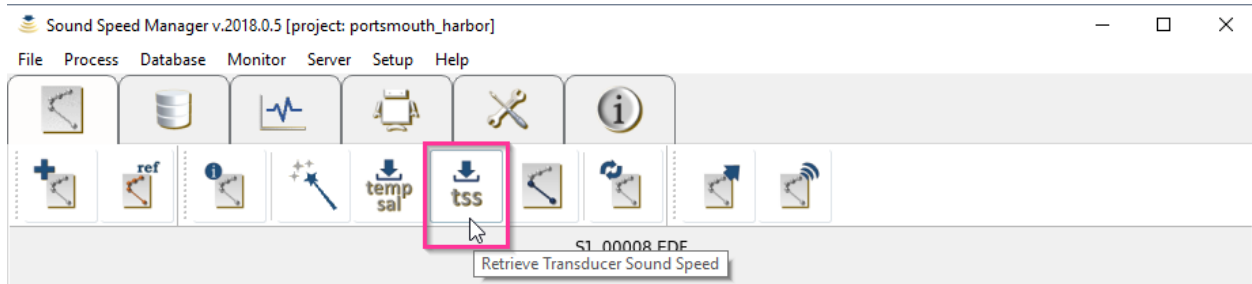 Sound Speed Manager v.2018.0.5 [project: portsmouth_harbor]
File Process Database Monitor Server Setup Help
i
ref
i
temp
sal
tss
S1_00008.EDF
Retrieve Transducer Sound Speed